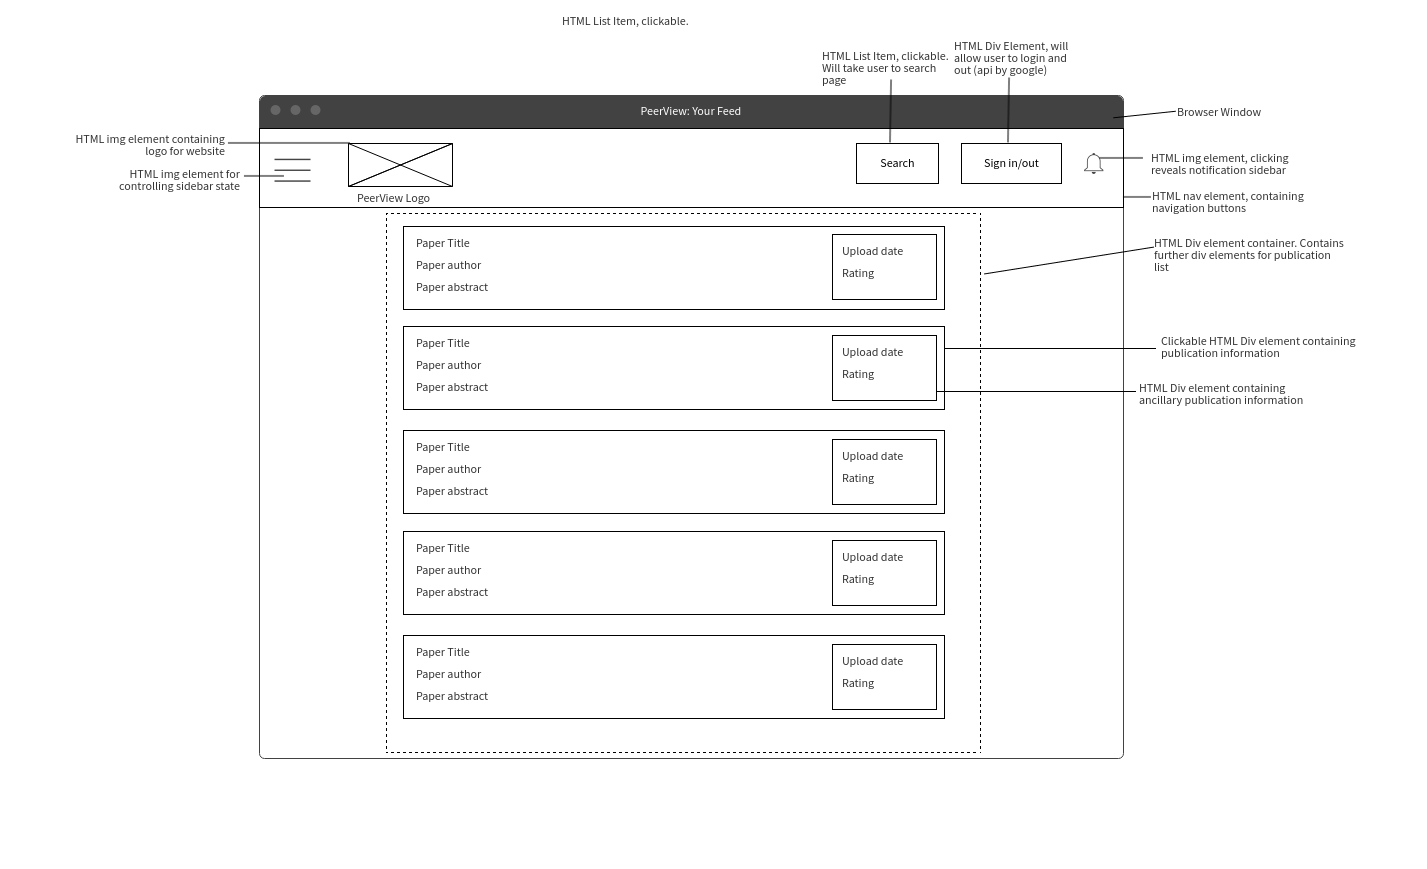 HTML List Item, clickable.
HTML List Item, clickable.
Will take user to search
page
HTML Div Element, will
allow user to login and
out (api by google)
PeerView: Your Feed
Browser Window
HTML img element containing
logo for website
HTML img element for
controlling sidebar state
PeerView Logo
Search
Sign in/out
HTML img element, clicking
reveals notification sidebar
HTML nav element, containing
navigation buttons
HTML Div element container. Contains
further div elements for publication
list
Paper Title
Paper author
Paper abstract
Upload date
Rating
Paper Title
Paper author
Paper abstract
Upload date
Rating
Clickable HTML Div element containing
publication information
HTML Div element containing
ancillary publication information
Paper Title
Paper author
Paper abstract
Upload date
Rating
Paper Title
Paper author
Paper abstract
Upload date
Rating
Paper Title
Paper author
Paper abstract
Upload date
Rating